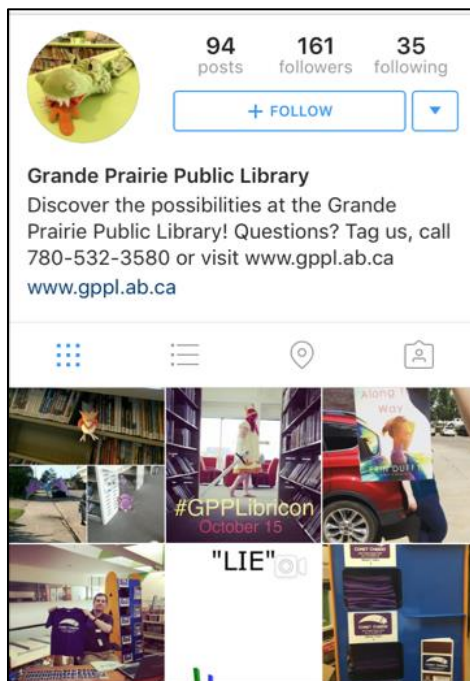 94 161 35
posts followers following
+ FOLLOW
Grande Prairie Public Library
Discover the possibilities at the Grande
Prairie Public Library! Questions? Tag us, call
780-532-3580 or visit www.gppl.ab.ca
www.gppl.ab.ca
Along
Way
#GPPLibricon
October 15
"LIE"